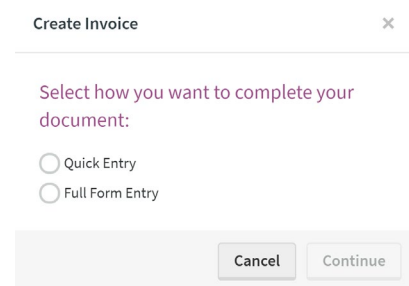 Create Invoice
Select how you want to complete your
document:
Quick Entry
Full Form Entry
Cancel Continue